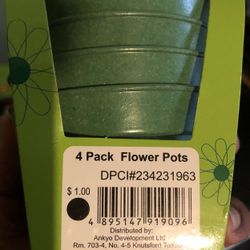 4 Pack Flower Pots
DPCI#234231963
$ 1.00
4 895147 919096
Distributed by:
Ankyo Development Ltd
Rm. 703-4, No. 4-5 Knutsford